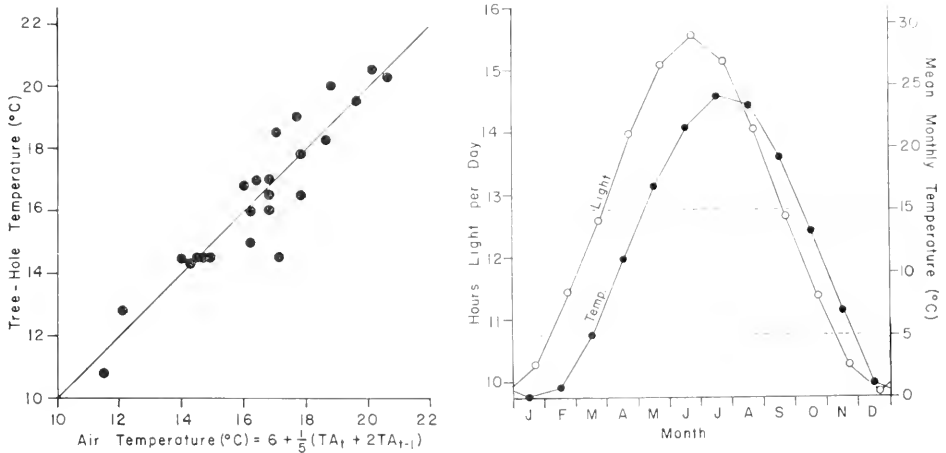 22
20
18
16
14
12
10
Tree-Hole Temperature (°C)
10 12 14 16 18 20 22
Air Temperature (°C) = 6 + 1/5 (TAt + 2TAt-1)
16
15
14
13
12
11
10
Hours Light per Day
Light
Temp.
30
25
20
15
10
5
0
Mean Monthly Temperature (°C)
J F M A M J J A S O N D
Month